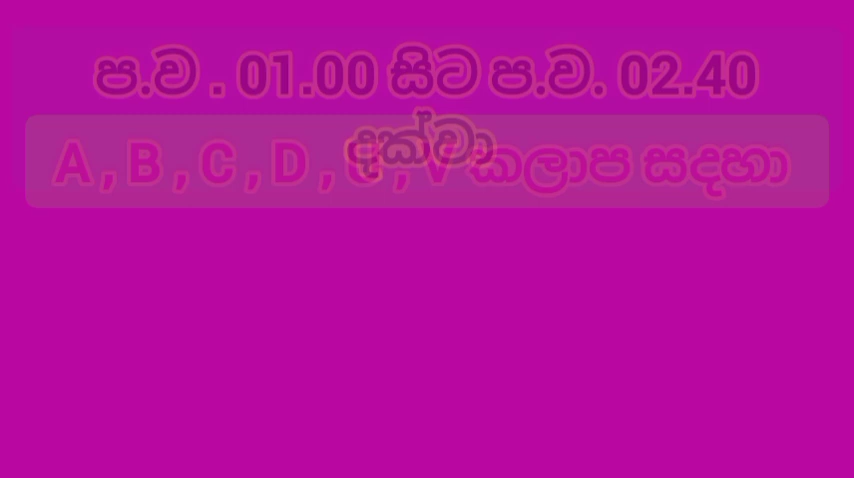 ප.ව . 01.00 සිට ප.ව. 02.40
දක්වා
A , B , C , D , U , V කලාප සදහා